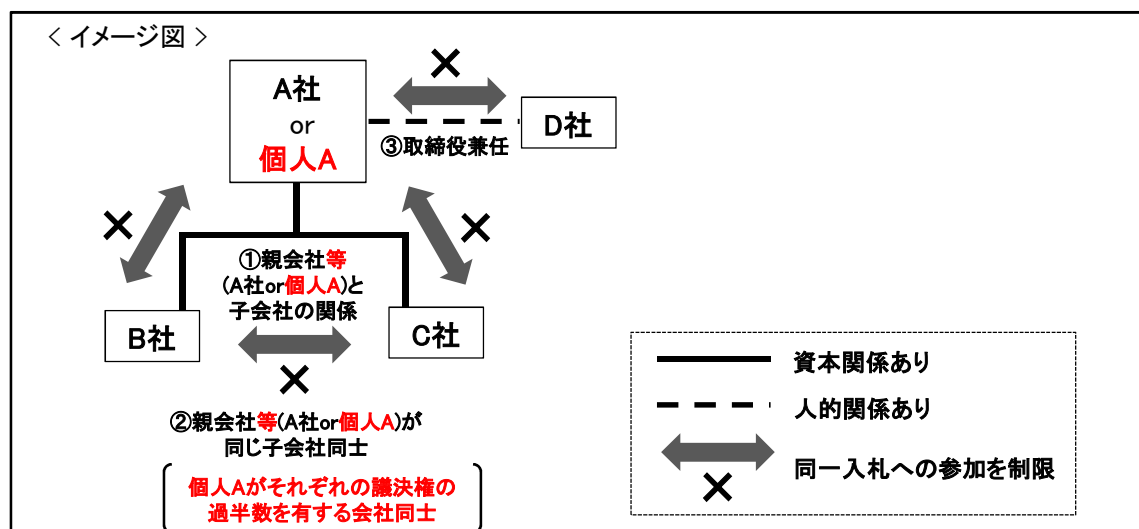 < イメージ図 >
A社
or
個人A
×
D社
③取締役兼任
×
×
①親会社等
(A社or個人A)と
子会社の関係
B社
C社
×
②親会社等(A社or個人A)が
同じ子会社同士
個人Aがそれぞれの議決権の
過半数を有する会社同士
資本関係あり
人的関係あり
同一入札への参加を制限
×